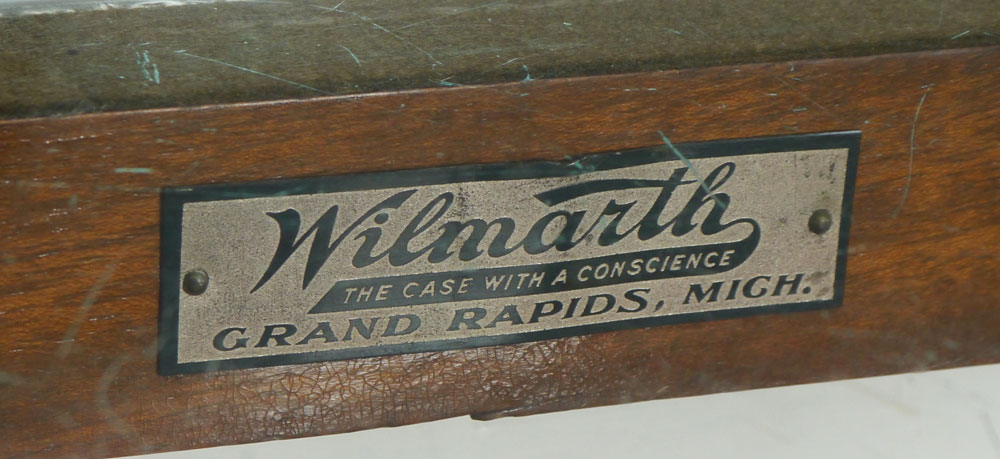 Wilmarth
THE CASE WITH A CONSCIENCE
GRAND RAPIDS, MICH.